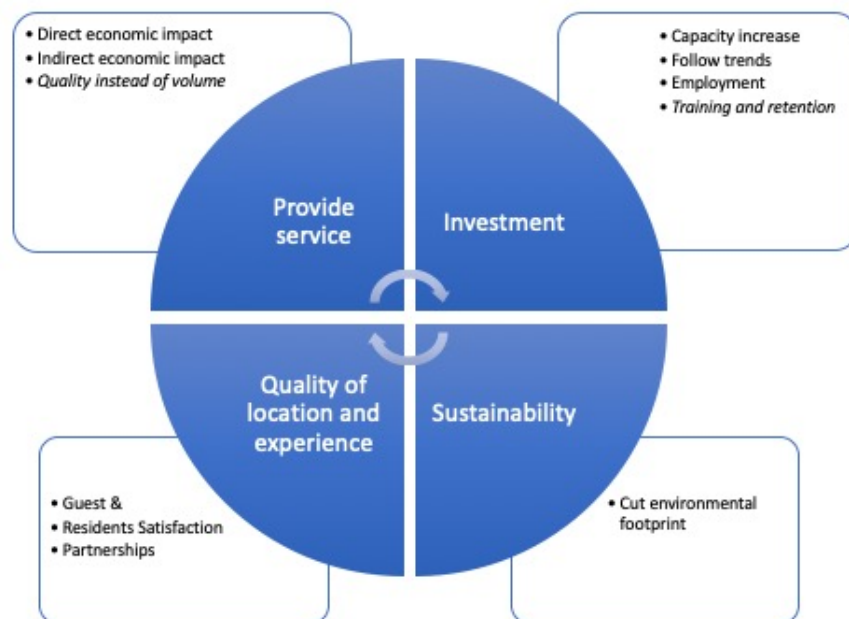 • Direct economic impact
• Indirect economic impact
• Quality instead of volume
• Capacity increase
• Follow trends
• Employment
• Training and retention
Provide
service
Investment
Quality of
location and
experience
Sustainability
• Guest &
• Residents Satisfaction
• Partnerships
• Cut environmental
footprint